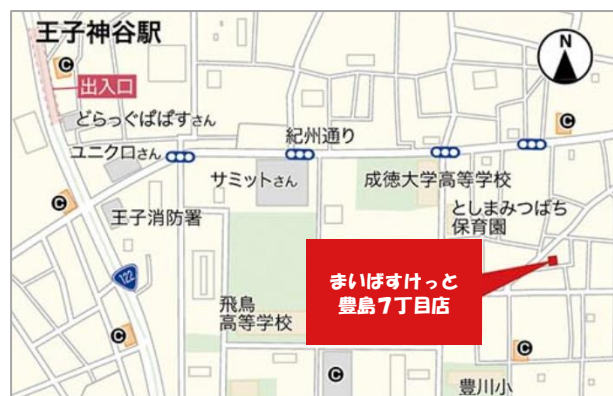 王子神谷駅
N
C
出入口
C
どらっぐぱぱすさん
紀州通り
ユニクロさん
サミットさん
成徳大学高等学校
としまみつばち
保育園
C
王子消防署
まいばすけっと
豊島7丁目店
122
飛鳥
高等学校
C
C
C
豊川小